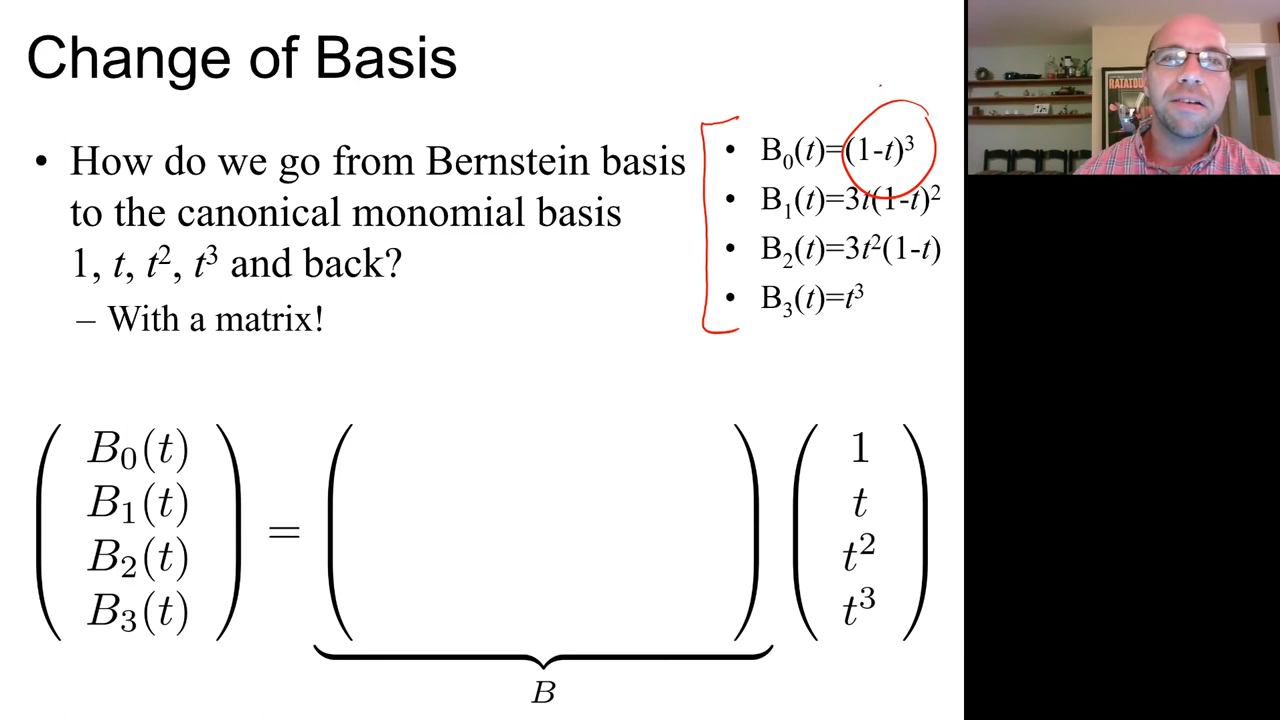 Change of Basis
• How do we go from Bernstein basis
to the canonical monomial basis
1, t, t², t³ and back?
– With a matrix!
• B₀(t)=(1-t)³
• B₁(t)=3t(1-t)²
• B₂(t)=3t²(1-t)
• B₃(t)=t³
RATATOU
B₀(t)
B₁(t)
B₂(t)
B₃(t)
=
1
t
t²
t³
B